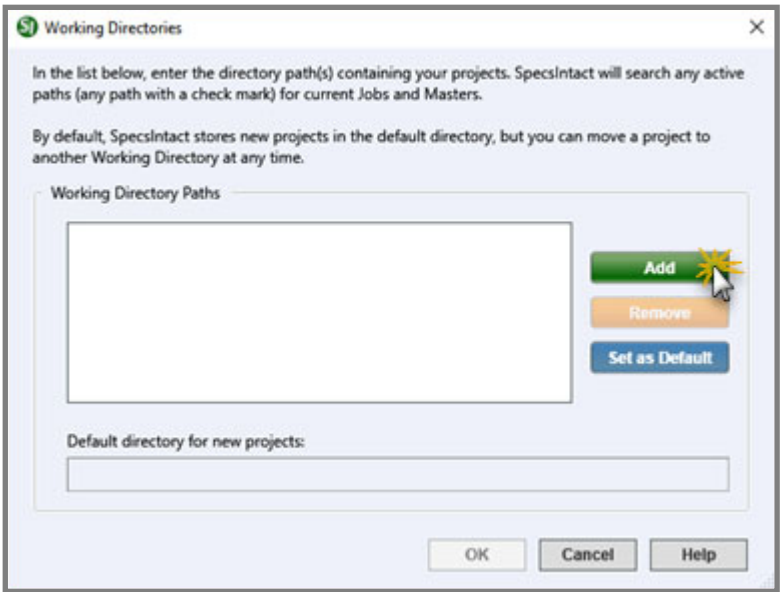 SI Working Directories
In the list below, enter the directory path(s) containing your projects. SpecsIntact will search any active
paths (any path with a check mark) for current Jobs and Masters.
By default, SpecsIntact stores new projects in the default directory, but you can move a project to
another Working Directory at any time.
Working Directory Paths
Add
Remove
Set as Default
Default directory for new projects:
OK Cancel Help